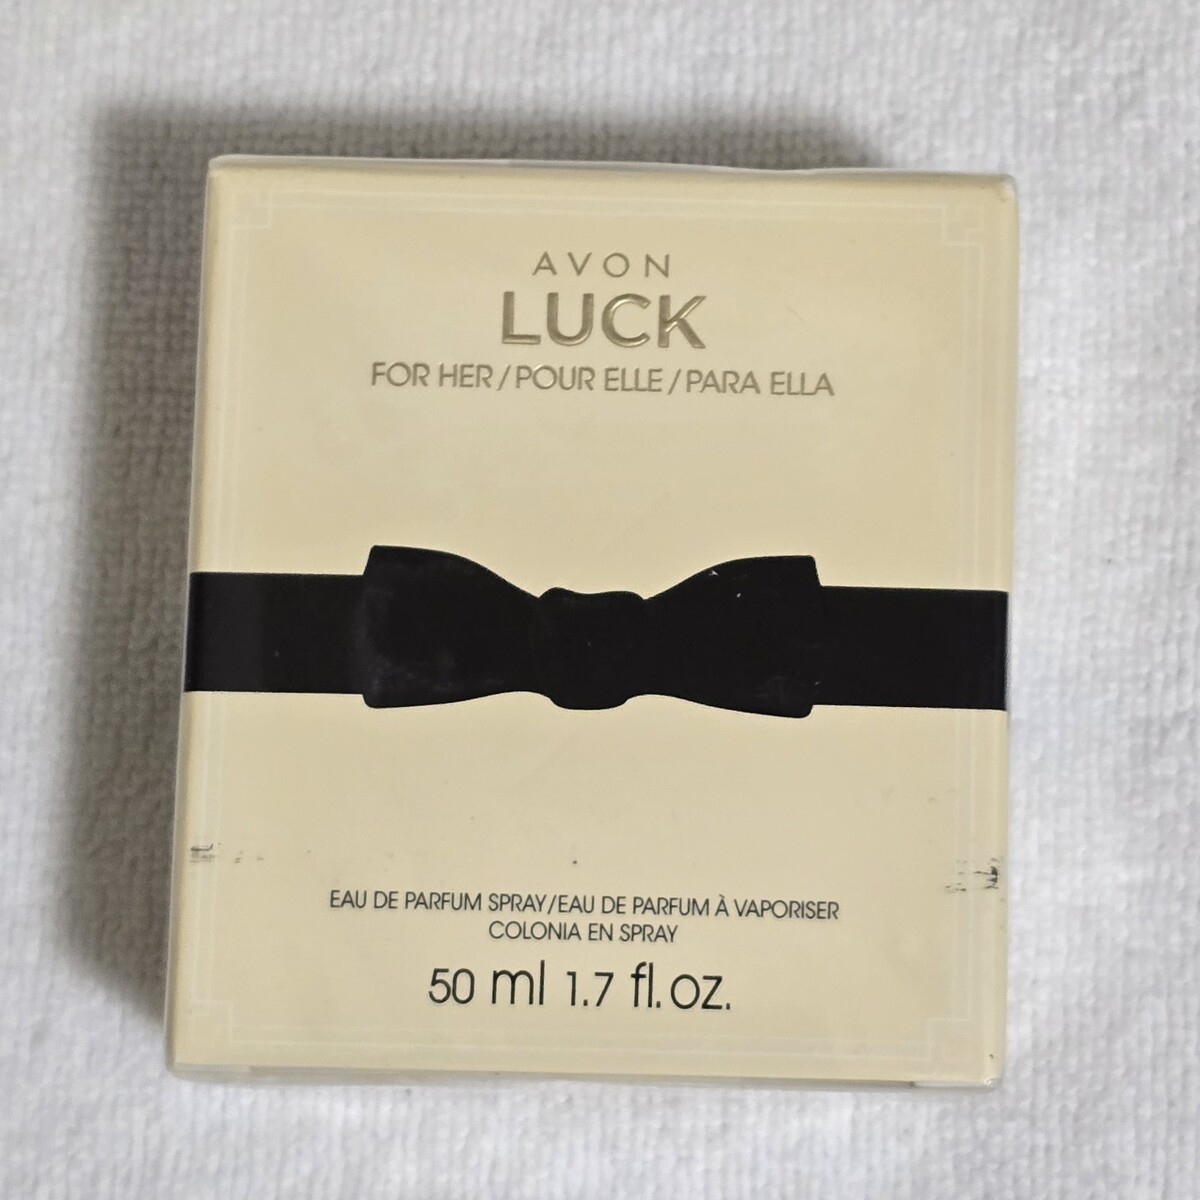 AVON
LUCK
FOR HER/POUR ELLE/PARA ELLA
EAU DE PARFUM SPRAY/EAU DE PARFUM À VAPORISER
COLONIA EN SPRAY
50 ml 1.7 fl.oz.